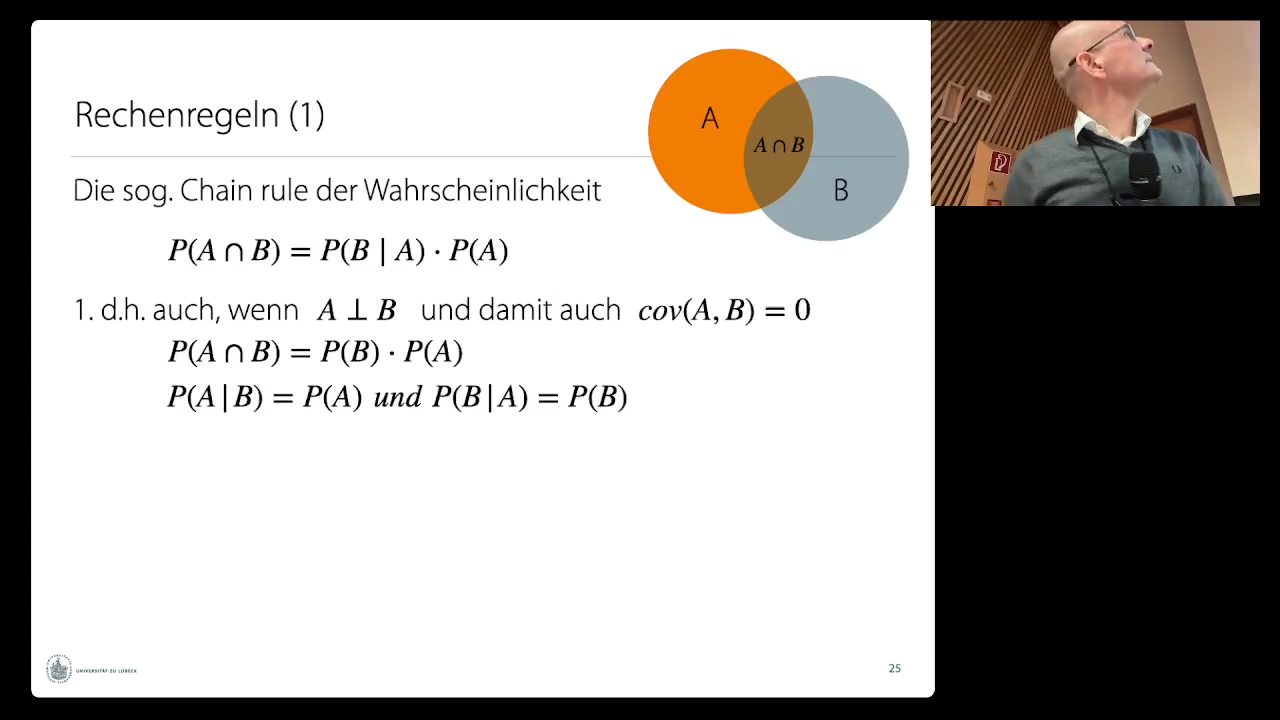 Rechenregeln (1)
A
A ∩ B
B
Die sog. Chain rule der Wahrscheinlichkeit
P(A ∩ B) = P(B | A) · P(A)
1. d.h. auch, wenn A ⊥ B und damit auch cov(A, B) = 0
P(A ∩ B) = P(B) · P(A)
P(A | B) = P(A) und P(B | A) = P(B)
UNIVERSITÄT ZU LÜBECK
25